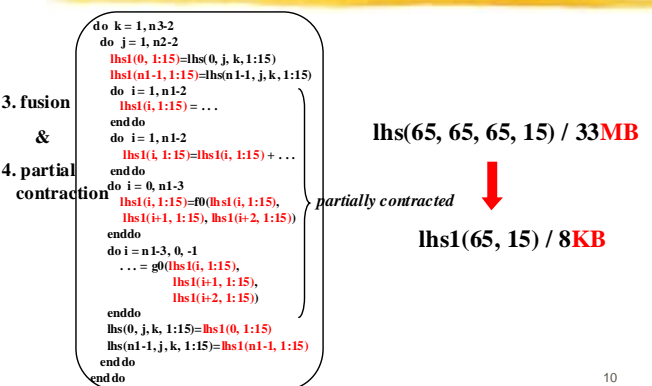 do k = 1, n3-2
do j = 1, n2-2
lhs1(0, 1:15)=lhs(0, j, k, 1:15)
lhs1(n1-1, 1:15)=lhs(n1-1, j, k, 1:15)
do i = 1, n1-2
lhs1(i, 1:15) = . . .
enddo
do i = 1, n1-2
lhs1(i, 1:15)=lhs1(i, 1:15) + . . .
enddo
do i = 0, n1-3
lhs1(i, 1:15)=f0(lhs1(i, 1:15),
lhs1(i+1, 1:15), lhs1(i+2, 1:15))
enddo
do i = n1-3, 0, -1
. . . = g0(lhs1(i, 1:15),
lhs1(i+1, 1:15),
lhs1(i+2, 1:15))
enddo
lhs(0, j, k, 1:15)=lhs1(0, 1:15)
lhs(n1-1, j, k, 1:15)=lhs1(n1-1, 1:15)
enddo
enddo
3. fusion
&
4. partial
contraction
partially contracted
lhs(65, 65, 65, 15) / 33MB
lhs1(65, 15) / 8KB
10